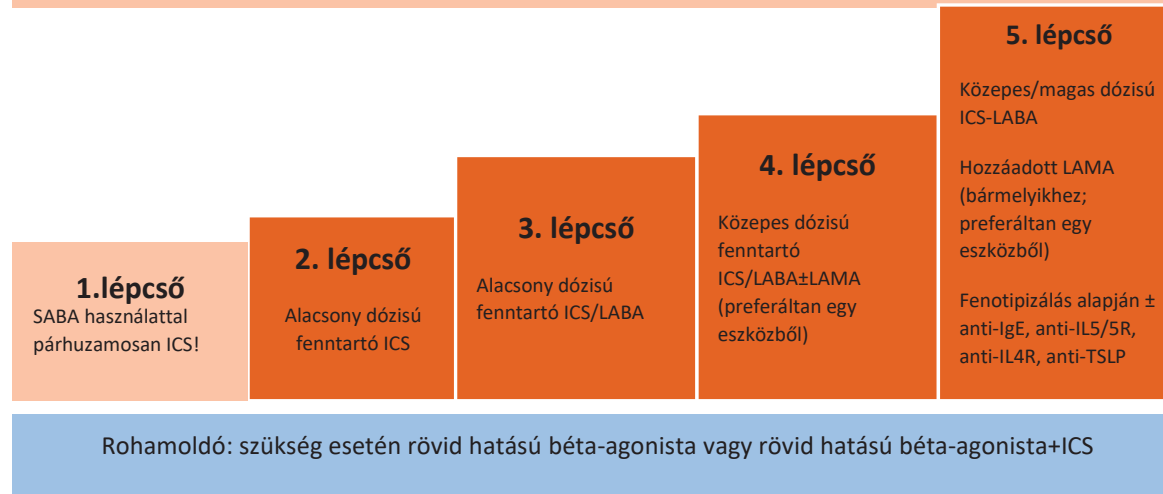 1.lépcső
SABA használattal
párhuzamosan ICS!
2. lépcső
Alacsony dózisú
fenntartó ICS
3. lépcső
Alacsony dózisú
fenntartó ICS/LABA
4. lépcső
Közepes dózisú
fenntartó
ICS/LABA±LAMA
(preferáltan egy
eszközből)
5. lépcső
Közepes/magas dózisú
ICS-LABA
Hozzáadott LAMA
(bármelyikhez;
preferáltan egy
eszközből)
Fenotipizálás alapján ±
anti-IgE, anti-IL5/5R,
anti-IL4R, anti-TSLP
Rohamoldó: szükség esetén rövid hatású béta-agonista vagy rövid hatású béta-agonista+ICS